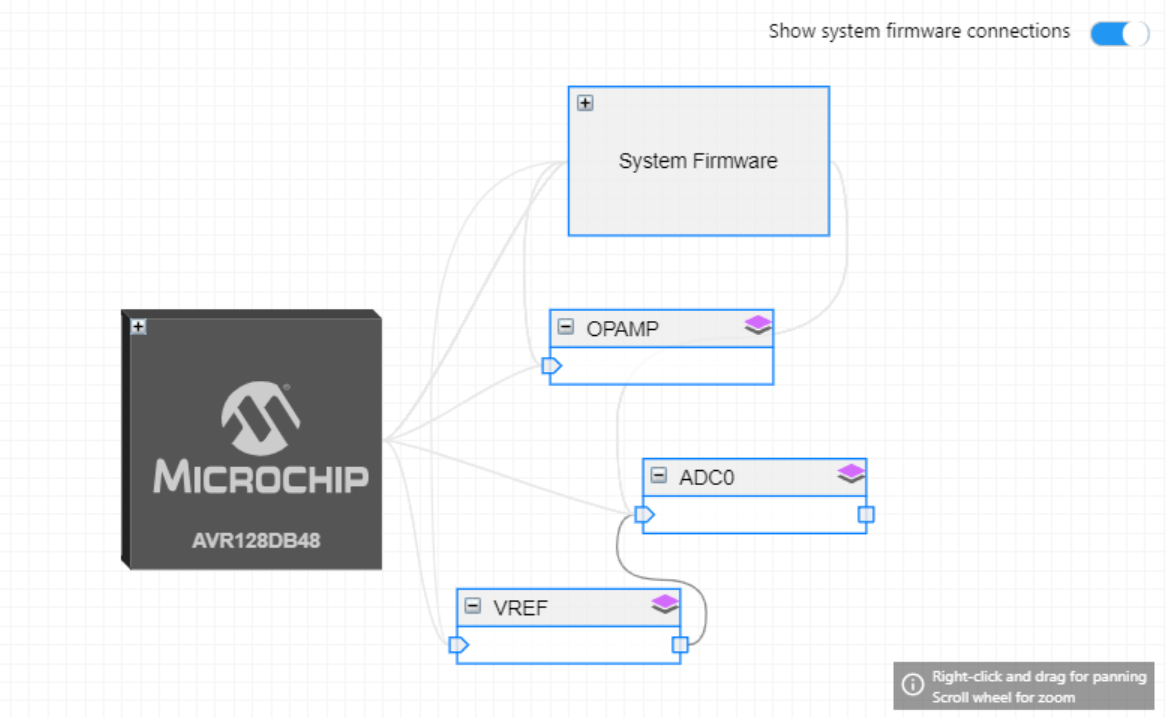 Show system firmware connections
System Firmware
OPAMP
MICROCHIP
ADC0
AVR128DB48
VREF
Right-click and drag for panning
Scroll wheel for zoom